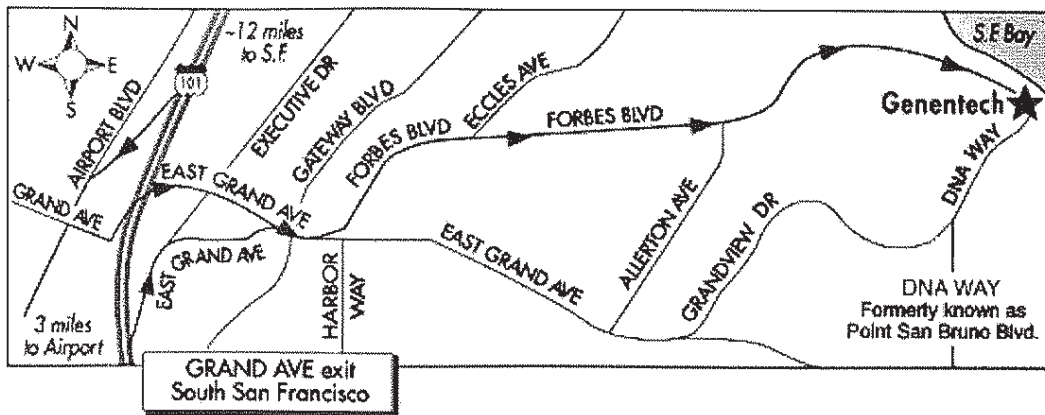 N
W E
S
~12 miles
to S.F.
101
S.F. Bay
AIRPORT BLVD
EXECUTIVE DR
GATEWAY BLVD
FORBES BLVD
ECCLES AVE
FORBES BLVD
Genentech
GRAND AVE
EAST GRAND AVE
EAST GRAND AVE
HARBOR
WAY
EAST GRAND AVE
ALLERTON AVE
GRANDVIEW DR
DNA WAY
3 miles
to Airport
DNA WAY
Formerly known as
Point San Bruno Blvd.
GRAND AVE exit
South San Francisco